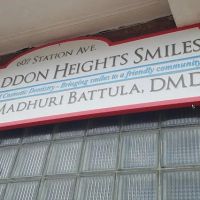 607 Station Ave.
ddon Heights Smiles
Cosmetic Dentistry - Bringing smiles to a friendly community
Madhuri Battula, DMD